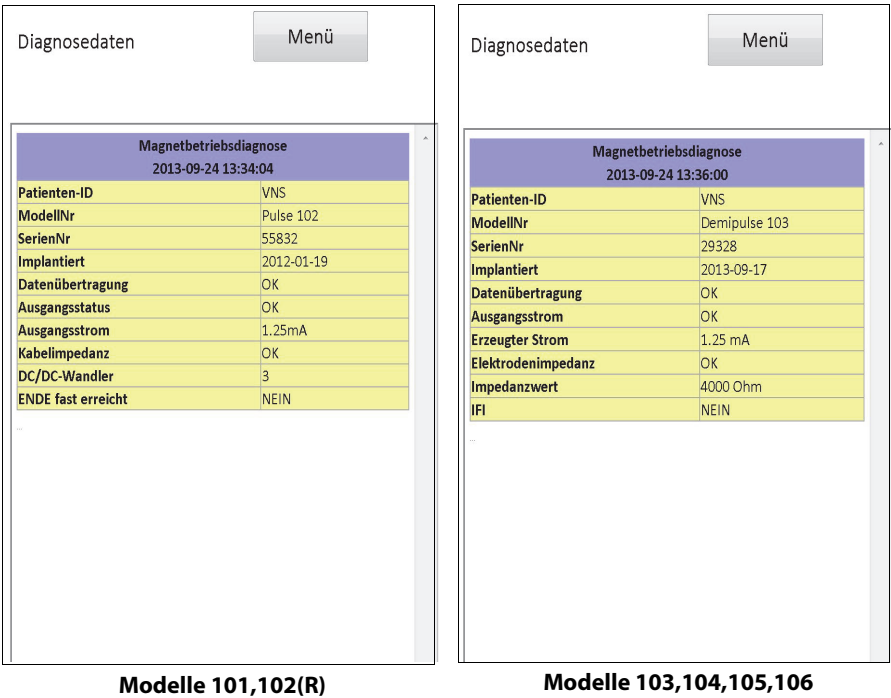 Diagnosedaten
Menü
Magnetbetriebsdiagnose
2013-09-24 13:34:04
Patienten-ID VNS
ModellNr Pulse 102
SerienNr 55832
Implantiert 2012-01-19
Datenübertragung OK
Ausgangsstatus OK
Ausgangsstrom 1.25mA
Kabelimpedanz OK
DC/DC-Wandler 3
ENDE fast erreicht NEIN
...
Modelle 101,102(R)
Diagnosedaten
Menü
Magnetbetriebsdiagnose
2013-09-24 13:36:00
Patienten-ID VNS
ModellNr Demipulse 103
SerienNr 29328
Implantiert 2013-09-17
Datenübertragung OK
Ausgangsstrom OK
Erzeugter Strom 1.25 mA
Elektrodenimpedanz OK
Impedanzwert 4000 Ohm
IFI NEIN
...
Modelle 103,104,105,106